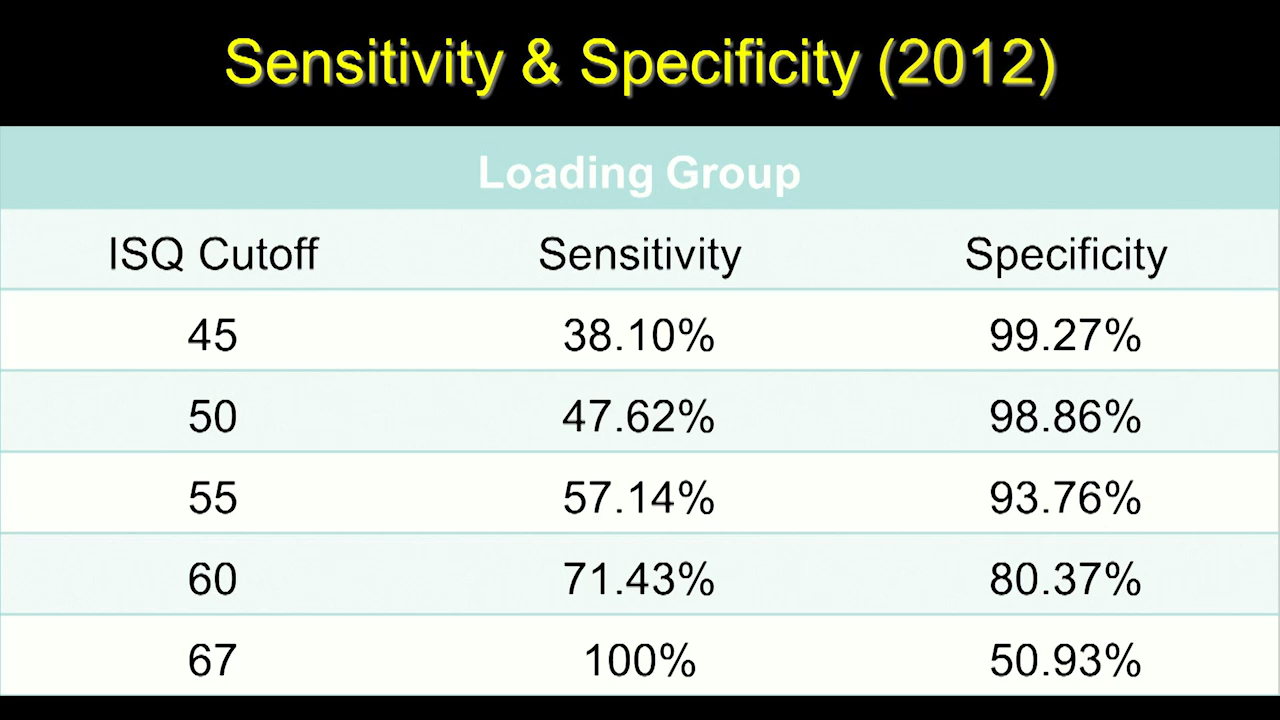 Sensitivity & Specificity (2012)
Loading Group
ISQ Cutoff Sensitivity Specificity
45 38.10% 99.27%
50 47.62% 98.86%
55 57.14% 93.76%
60 71.43% 80.37%
67 100% 50.93%